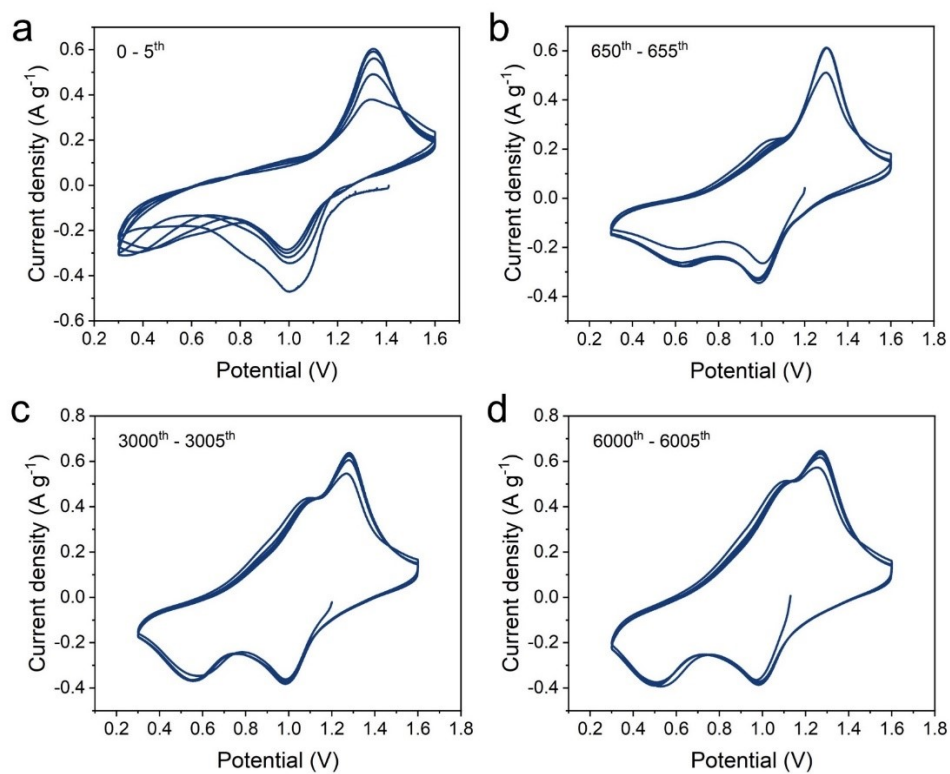 a
0 - 5th
Current density (A g-1)
0.6
0.4
0.2
0.0
-0.2
-0.4
-0.6
0.2 0.4 0.6 0.8 1.0 1.2 1.4 1.6
Potential (V)
b
650th - 655th
Current density (A g-1)
0.6
0.4
0.2
0.0
-0.2
-0.4
0.2 0.4 0.6 0.8 1.0 1.2 1.4 1.6 1.8
Potential (V)
c
3000th - 3005th
Current density (A g-1)
0.8
0.6
0.4
0.2
0.0
-0.2
-0.4
0.2 0.4 0.6 0.8 1.0 1.2 1.4 1.6 1.8
Potential (V)
d
6000th - 6005th
Current density (A g-1)
0.8
0.6
0.4
0.2
0.0
-0.2
-0.4
0.2 0.4 0.6 0.8 1.0 1.2 1.4 1.6 1.8
Potential (V)